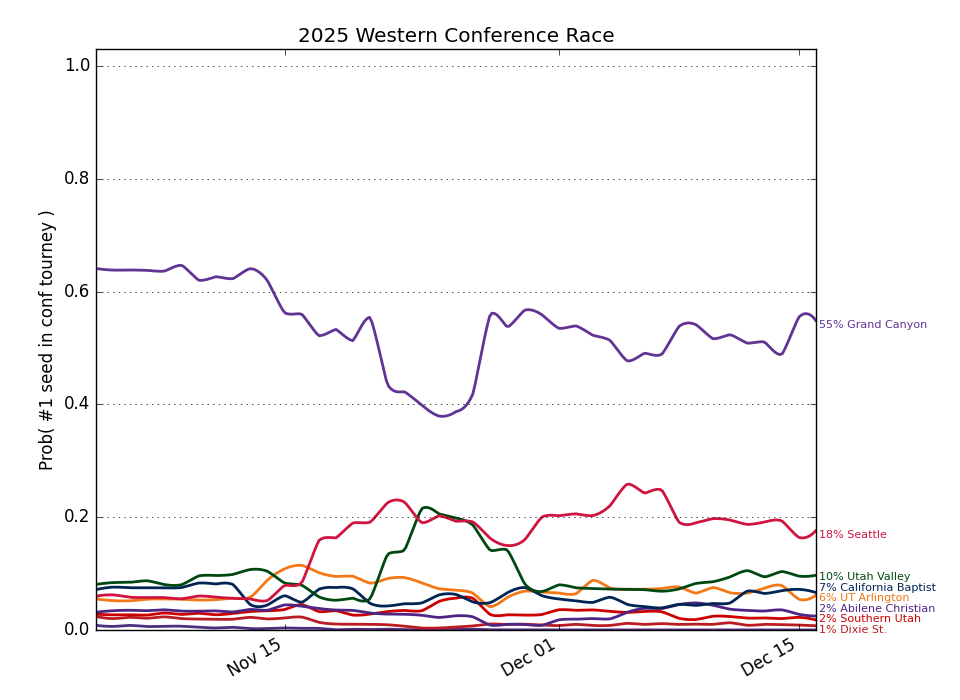 2025 Western Conference Race
Prob( #1 seed in conf tourney )
1.0
0.8
0.6
0.4
0.2
0.0
55% Grand Canyon
18% Seattle
10% Utah Valley
7% California Baptist
6% UT Arlington
2% Abilene Christian
2% Southern Utah
1% Dixie St.
Nov 15
Dec 01
Dec 15